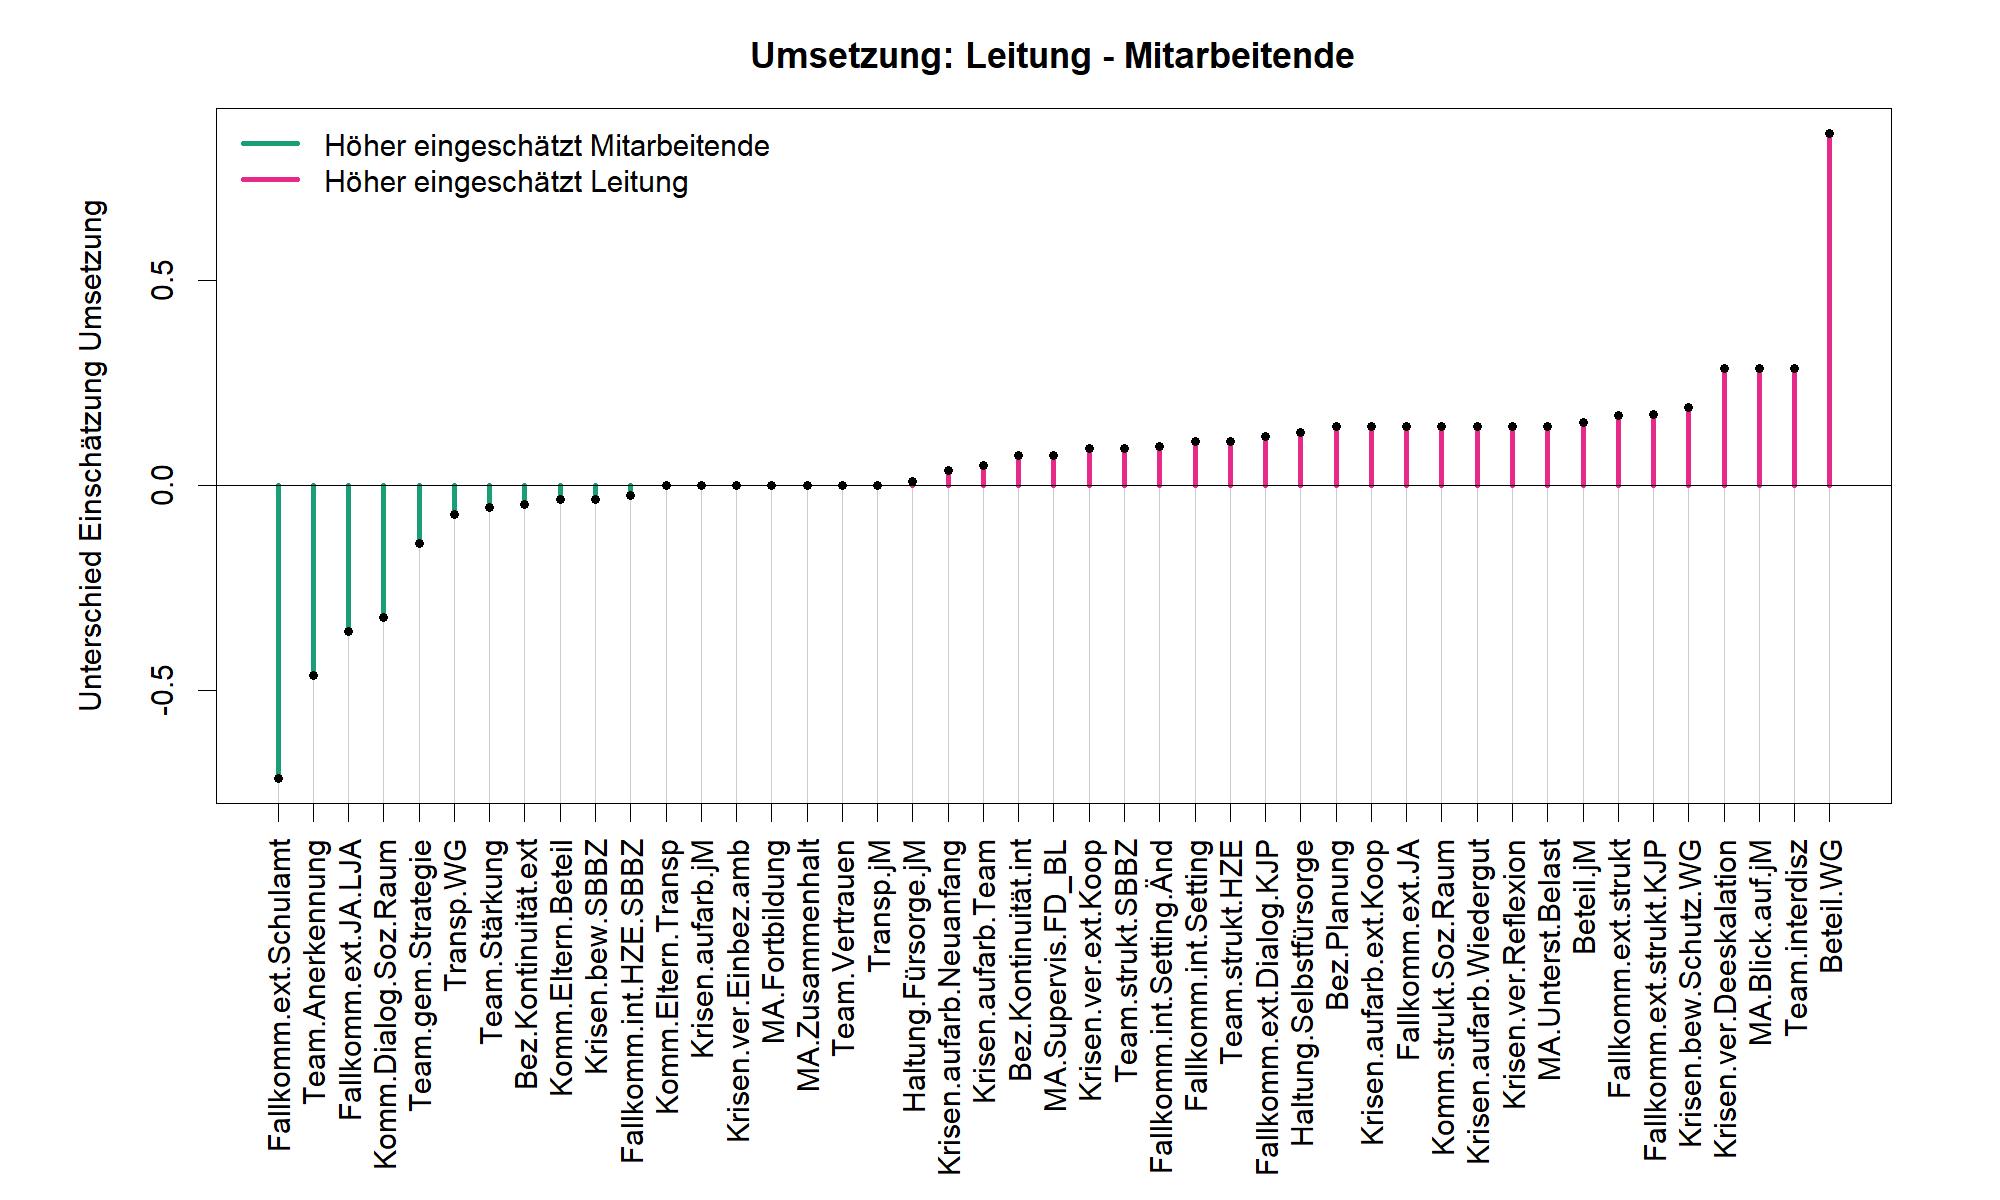 Umsetzung: Leitung - Mitarbeitende
Höher eingeschätzt Mitarbeitende
Höher eingeschätzt Leitung
Unterschied Einschätzung Umsetzung
0.5
0.0
-0.5
Fallkomm.ext.Schulamt
Team.Anerkennung
Fallkomm.ext.JA.LJA
Komm.Dialog.Soz.Raum
Team.gem.Strategie
Transp.WG
Team.Stärkung
Bez.Kontinuität.ext
Komm.Eltern.Beteil
Krisen.bew.SBBZ
Fallkomm.int.HZE.SBBZ
Komm.Eltern.Transp
Krisen.aufarb.jM
Krisen.ver.Einbez.amb
MA.Fortbildung
MA.Zusammenhalt
Team.Vertrauen
Transp.jM
Haltung.Fürsorge.jM
Krisen.aufarb.Neuanfang
Krisen.aufarb.Team
Bez.Kontinuität.int
MA.Supervis.FD_BL
Krisen.ver.ext.Koop
Team.strukt.SBBZ
Fallkomm.int.Setting.Änd
Fallkomm.int.Setting
Team.strukt.HZE
Fallkomm.ext.Dialog.KJP
Haltung.Selbstfürsorge
Bez.Planung
Krisen.aufarb.ext.Koop
Fallkomm.ext.JA
Komm.strukt.Soz.Raum
Krisen.aufarb.Wiedergut
Krisen.ver.Reflexion
MA.Unterst.Belast
Beteil.jM
Fallkomm.ext.strukt
Fallkomm.ext.strukt.KJP
Krisen.bew.Schutz.WG
Krisen.ver.Deeskalation
MA.Blick.auf.jM
Team.interdisz
Beteil.WG